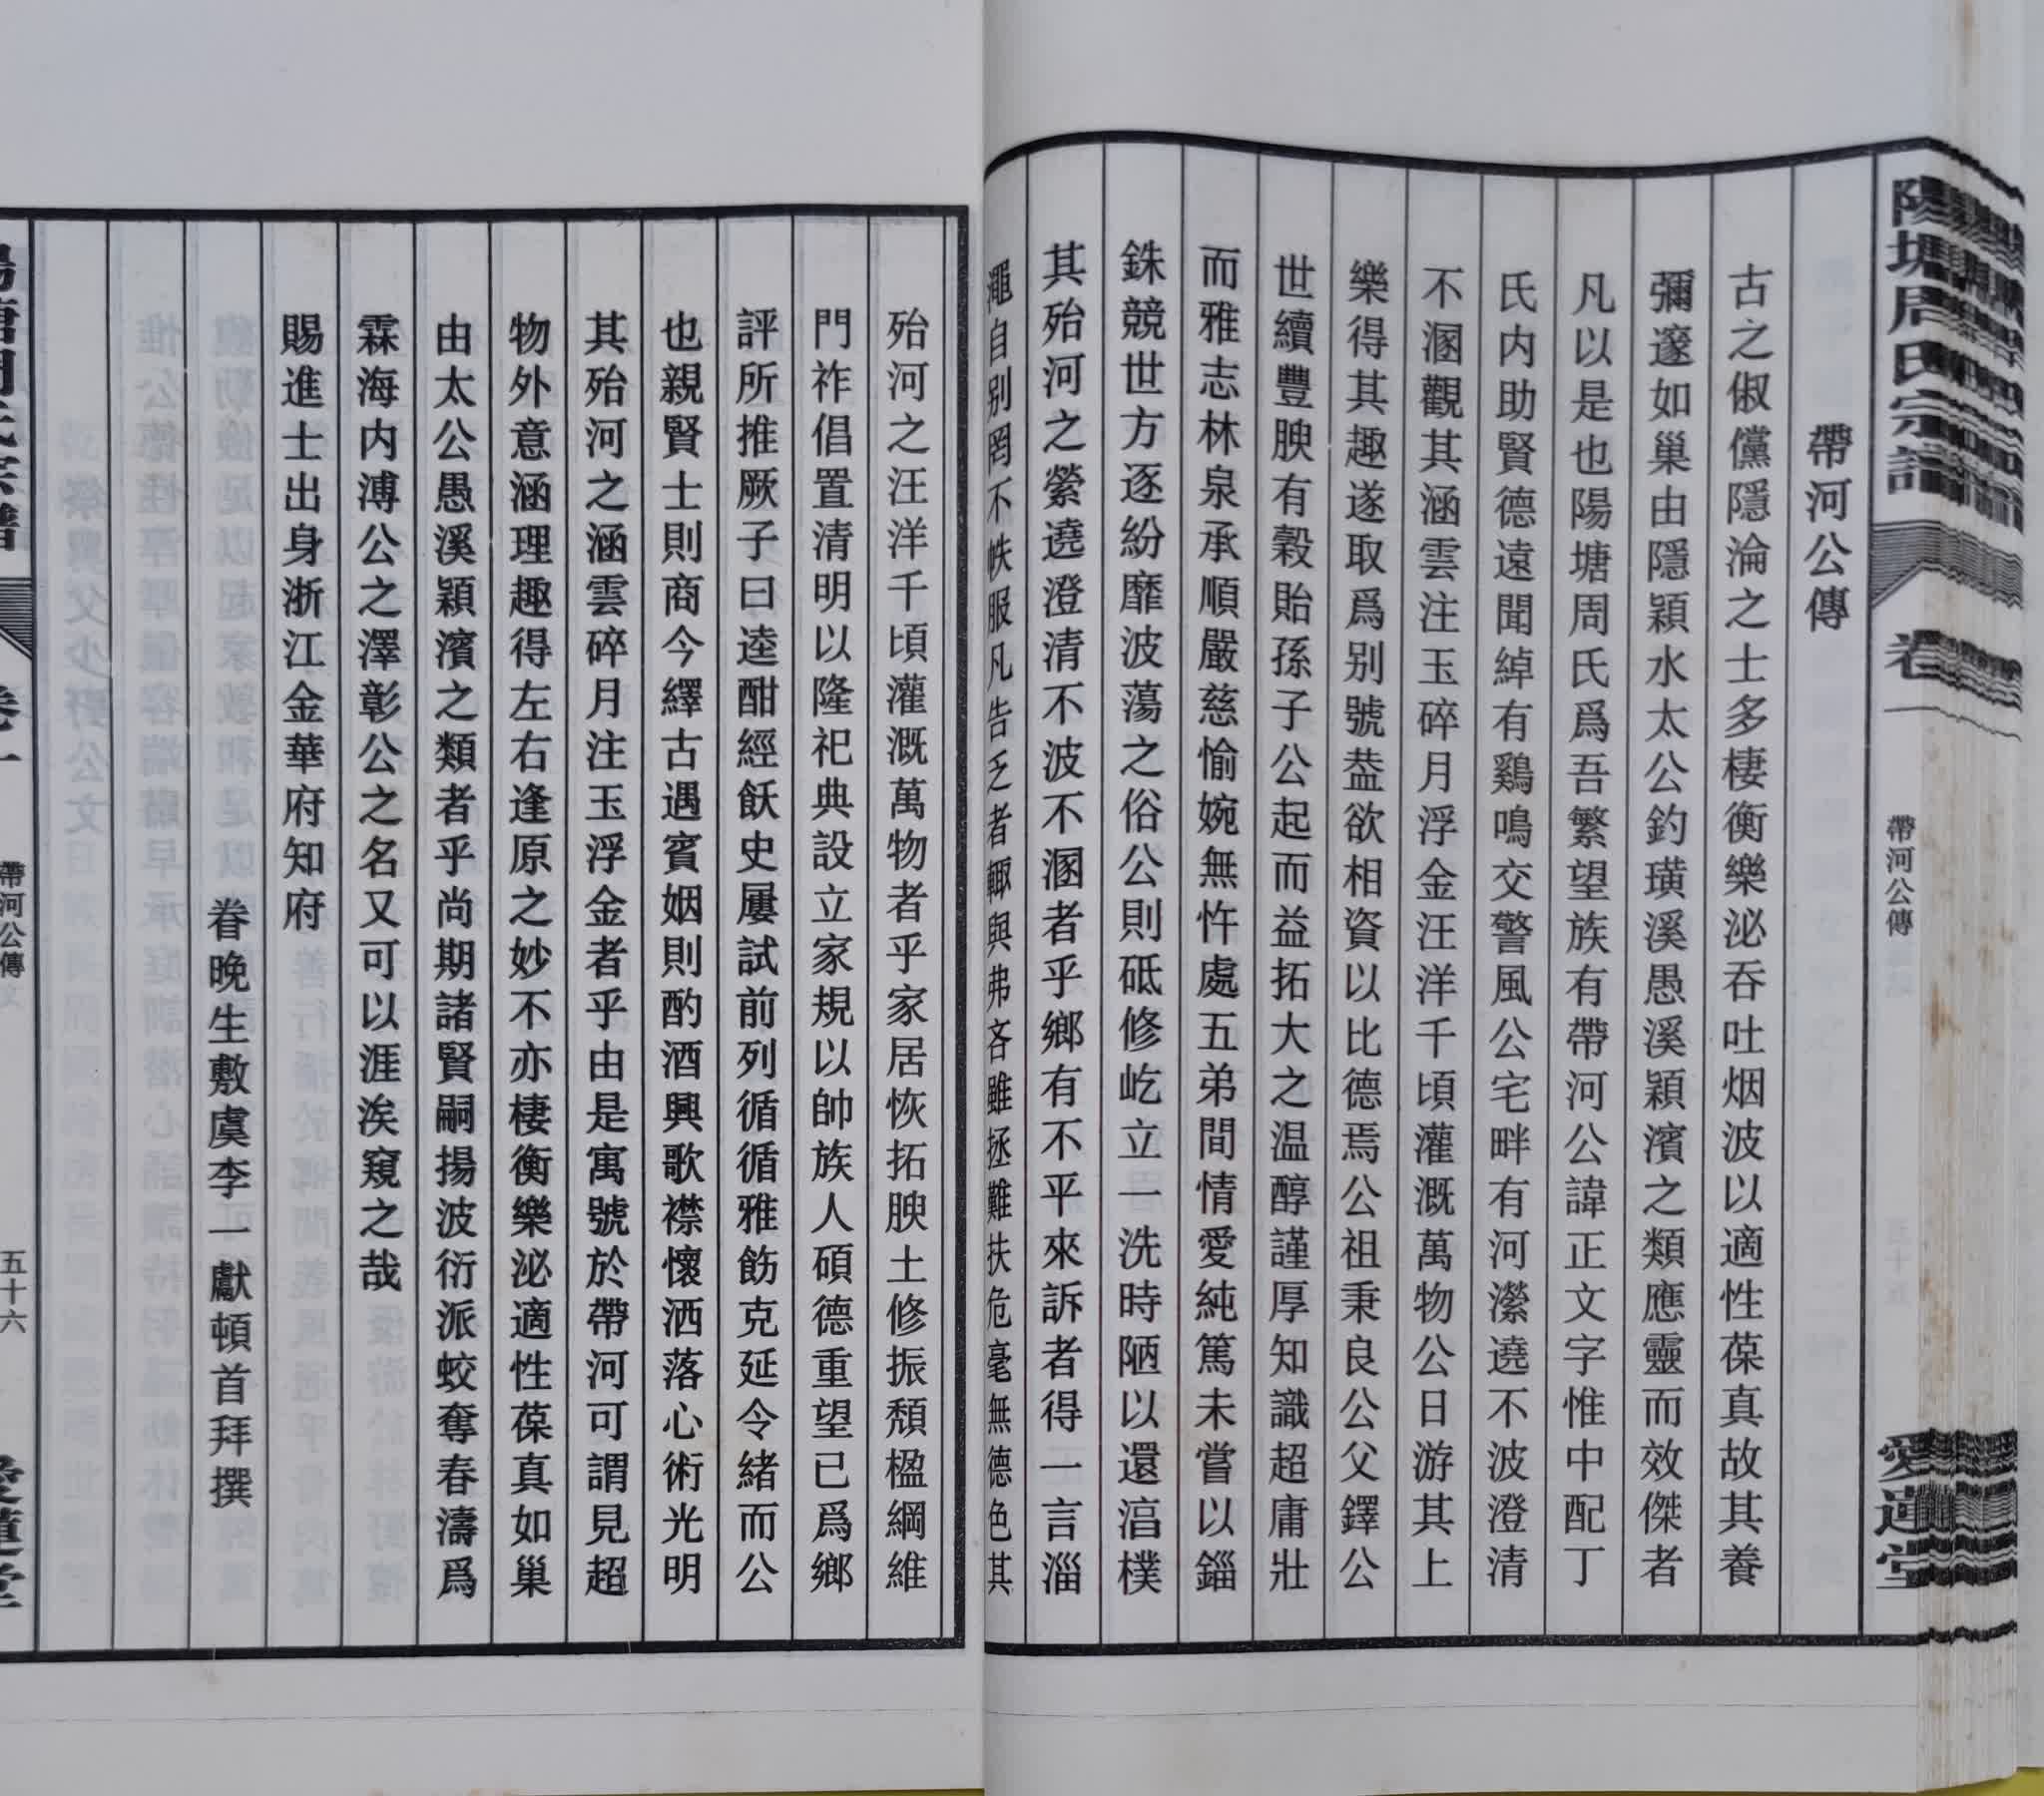 陽塘周氏宗譜
卷一
帶河公傳
愛蓮堂
帶河公傳
古之俶儻隱淪之士多棲衡樂泌吞吐烟波以適性葆真故其養
彌邃如巢由隱潁水太公釣璜溪愚溪潁濱之類應靈而效傑者
凡以是也陽塘周氏爲吾繁望族有帶河公諱正文字惟中配丁
氏内助賢德遠聞綽有鷄鳴交警風公宅畔有河濴遶不波澄清
不溷觀其涵雲注玉碎月浮金汪洋千頃灌溉萬物公日游其上
樂得其趣遂取爲别號葢欲相資以比德焉公祖秉良公父鐸公
世續豐腴有穀貽孫子公起而益拓大之温醇謹厚知識超庸壯
而雅志林泉承順嚴慈愉婉無忤處五弟間情愛純篤未嘗以錙
銖競世方逐紛靡波蕩之俗公則砥修屹立一洗時陋以還淳樸
其殆河之縈遶澄清不波不溷者乎鄉有不平來訴者得一言淄
澠自别罔不帙服凡告乏者輙與弗吝雖拯難扶危毫無德色其
殆河之汪洋千頃灌溉萬物者乎家居恢拓腴土修振頹楹綱維
門祚倡置清明以隆祀典設立家規以帥族人碩德重望已爲鄉
評所推厥子曰逵酣經飫史屢試前列循循雅飭克延令緒而公
也親賢士則商今繹古遇賓姻則酌酒興歌襟懷洒落心術光明
其殆河之涵雲碎月注玉浮金者乎由是寓號於帶河可謂見超
物外意涵理趣得左右逢原之妙不亦棲衡樂泌適性葆真如巢
由太公愚溪潁濱之類者乎尚期諸賢嗣揚波衍派蛟奪春濤爲
霖海内溥公之澤彰公之名又可以涯涘窺之哉
賜進士出身浙江金華府知府
眷晚生敷虞李一獻頓首拜撰
卷一
帶河公傳
五十六